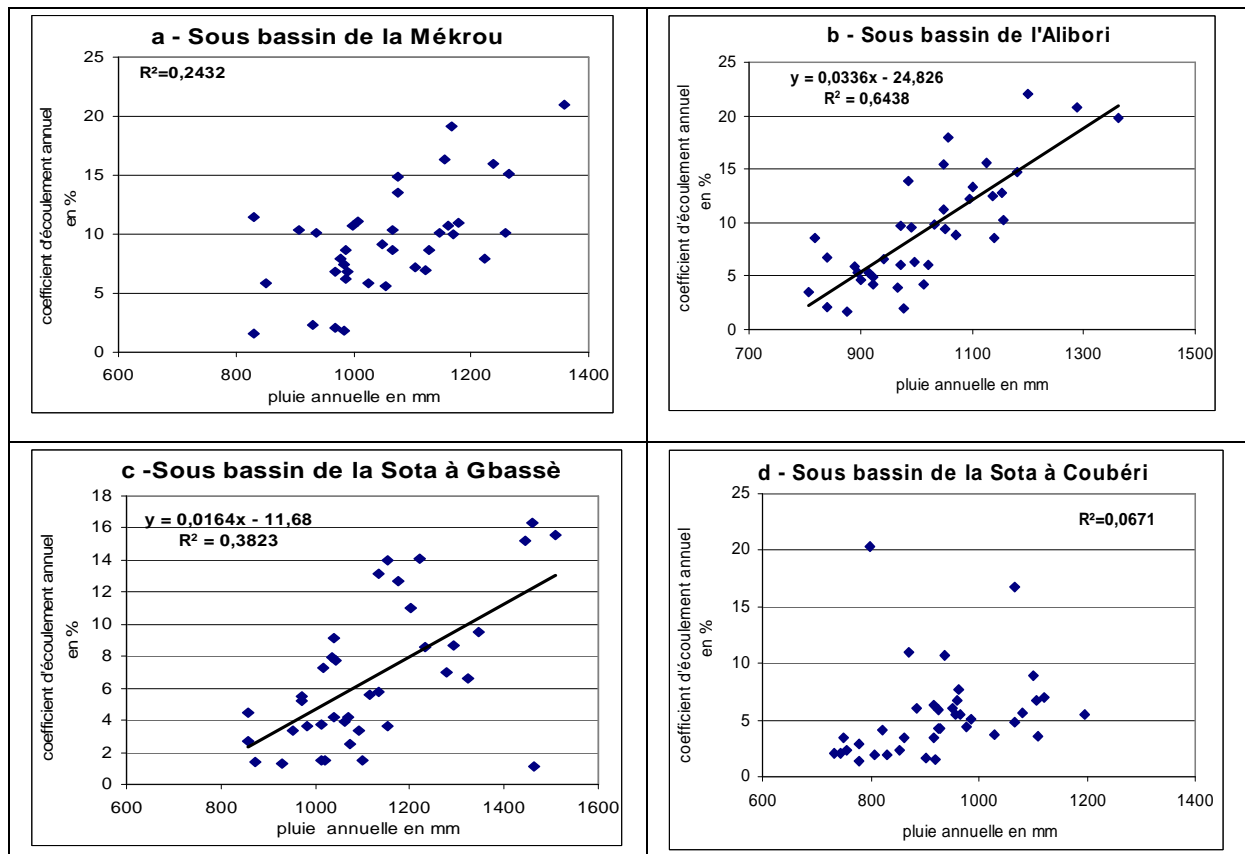 a - Sous bassin de la Mékrou
R²=0,2432
coefficient d'écoulement annuel
en %
25
20
15
10
5
0
600 800 1000 1200 1400
pluie annuelle en mm
b - Sous bassin de l'Alibori
y = 0,0336x - 24,826
R² = 0,6438
coefficient d'écoulement annuel
en %
25
20
15
10
5
0
700 900 1100 1300 1500
pluie annuelle en mm
c -Sous bassin de la Sota à Gbassè
y = 0,0164x - 11,68
R² = 0,3823
coefficient d'écoulement annuel
en %
18
16
14
12
10
8
6
4
2
0
600 800 1000 1200 1400 1600
pluie annuelle en mm
d - Sous bassin de la Sota à Coubéri
R²=0,0671
coefficient d'écoulement annuel
en %
25
20
15
10
5
0
600 800 1000 1200 1400
pluie annuelle en mm